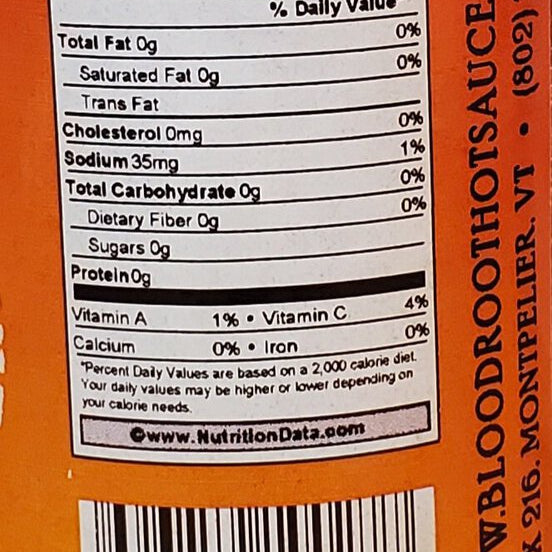 % Daily Value
Total Fat 0g 0%
Saturated Fat 0g 0%
Trans Fat
Cholesterol 0mg 0%
Sodium 35mg 1%
Total Carbohydrate 0g 0%
Dietary Fiber 0g 0%
Sugars 0g
Protein 0g
Vitamin A 1% • Vitamin C 4%
Calcium 0% • Iron 0%
*Percent Daily Values are based on a 2,000 calorie diet.
Your daily values may be higher or lower depending on
your calorie needs.
©www.NutritionData.com
W.BLOODROOTHOTSAUCE
X 216. MONTPELIER. VT • (802)